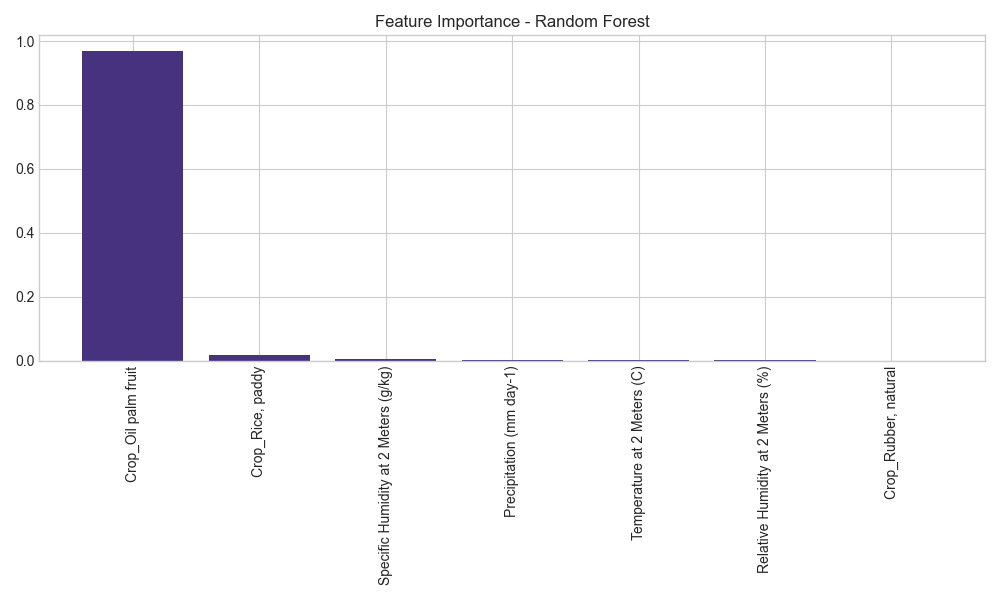 Feature Importance - Random Forest
1.0
0.8
0.6
0.4
0.2
0.0
Crop_Oil palm fruit
Crop_Rice, paddy
Specific Humidity at 2 Meters (g/kg)
Precipitation (mm day-1)
Temperature at 2 Meters (C)
Relative Humidity at 2 Meters (%)
Crop_Rubber, natural